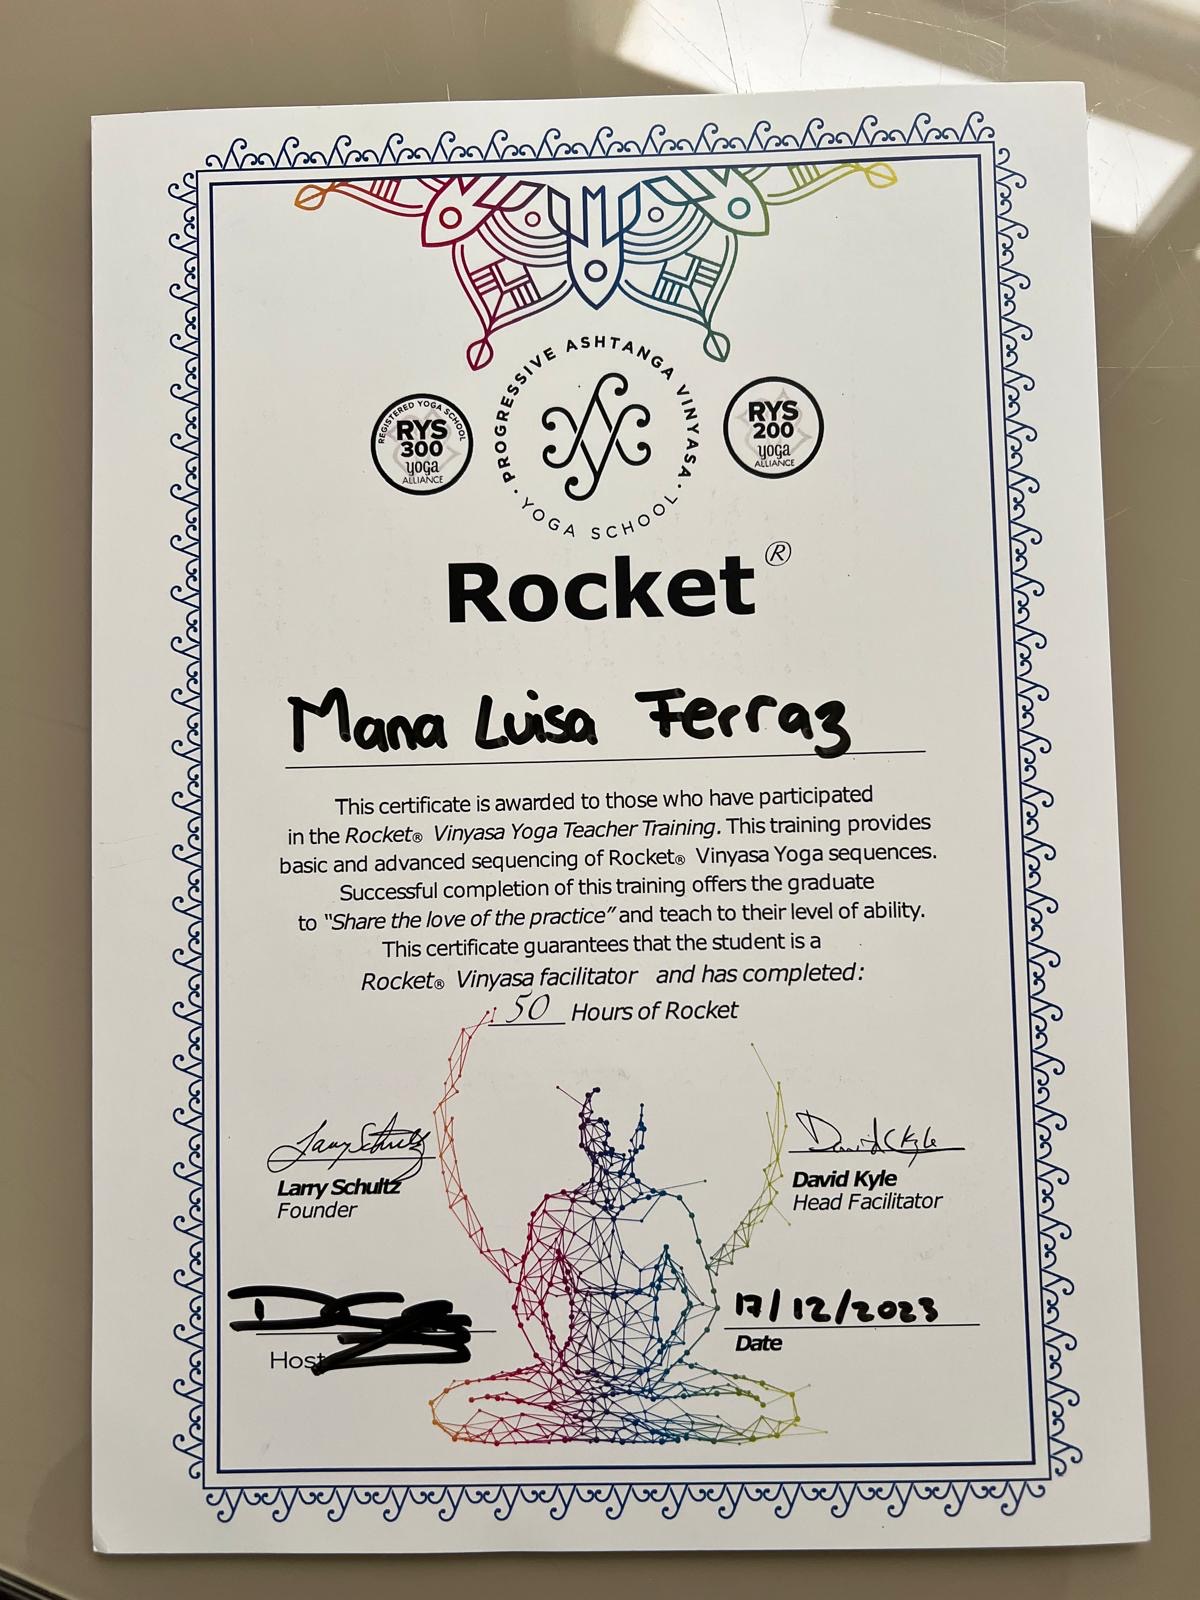 PROGRESSIVE ASHTANGA VINYASA
· YOGA SCHOOL ·
REGISTERED YOGA SCHOOL
RYS
300
yoga
ALLIANCE
RYS
200
yoga
ALLIANCE
Rocket®
Mana Luisa Ferraz
This certificate is awarded to those who have participated
in the Rocket® Vinyasa Yoga Teacher Training. This training provides
basic and advanced sequencing of Rocket® Vinyasa Yoga sequences.
Successful completion of this training offers the graduate
to "Share the love of the practice" and teach to their level of ability.
This certificate guarantees that the student is a
Rocket® Vinyasa facilitator and has completed:
50 Hours of Rocket
Larry Schultz
David C Kyle
Larry Schultz
Founder
David Kyle
Head Facilitator
17/12/2023
Host
Date